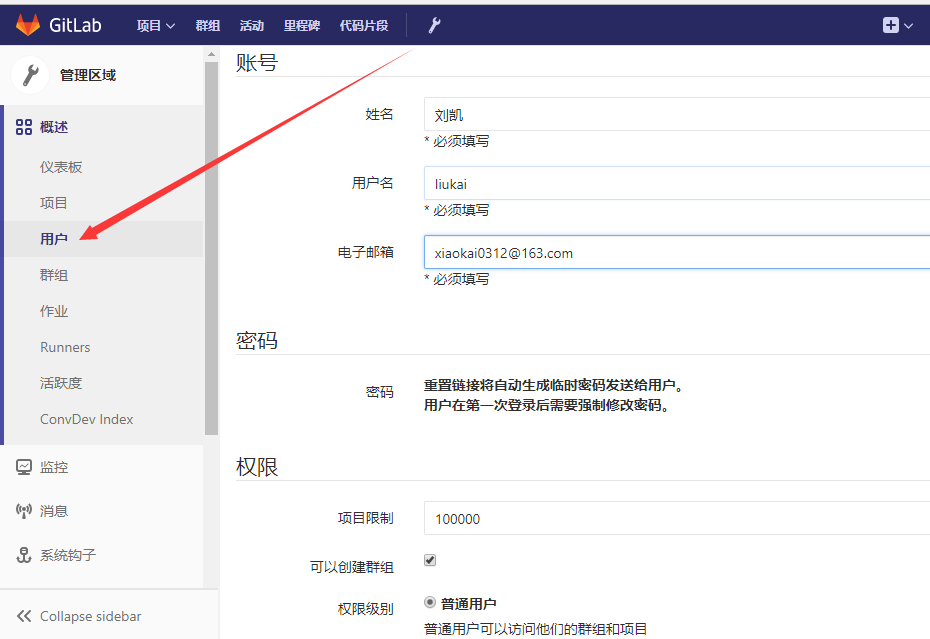 GitLab 项目 群组 活动 里程碑 代码片段
管理区域
概述
仪表板
项目
用户
群组
作业
Runners
活跃度
ConvDev Index
监控
消息
系统钩子
Collapse sidebar
账号
姓名 刘凯
* 必须填写
用户名 liukai
* 必须填写
电子邮箱 xiaokai0312@163.com
* 必须填写
密码
密码 重置链接将自动生成临时密码发送给用户。
用户在第一次登录后需要强制修改密码。
权限
项目限制 100000
可以创建群组
权限级别 普通用户
普通用户可以访问他们的群组和项目